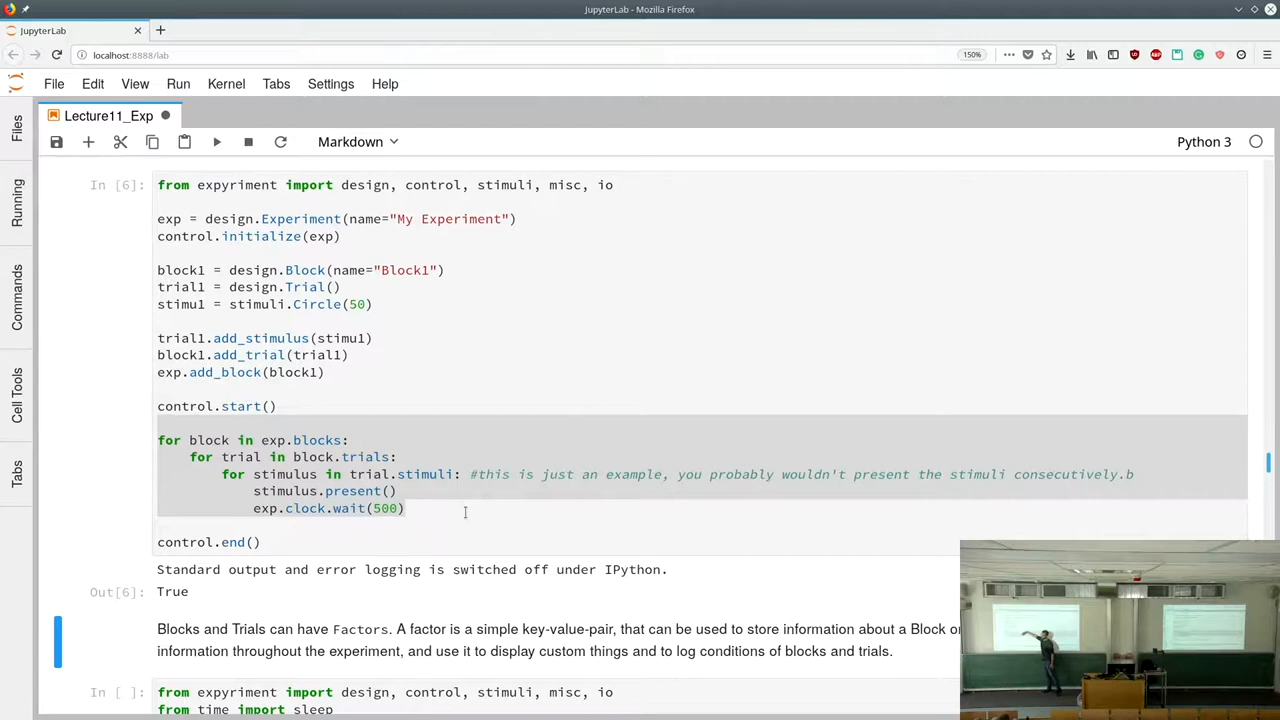 JupyterLab - Mozilla Firefox
JupyterLab
localhost:8888/lab
150%
File Edit View Run Kernel Tabs Settings Help
Files
Running
Commands
Cell Tools
Tabs
Lecture11_Exp
Markdown
Python 3
In [6]:
from expyriment import design, control, stimuli, misc, io
exp = design.Experiment(name="My Experiment")
control.initialize(exp)
block1 = design.Block(name="Block1")
trial1 = design.Trial()
stimu1 = stimuli.Circle(50)
trial1.add_stimulus(stimu1)
block1.add_trial(trial1)
exp.add_block(block1)
control.start()
for block in exp.blocks:
    for trial in block.trials:
        for stimulus in trial.stimuli: #this is just an example, you probably wouldn't present the stimuli consecutively.b
            stimulus.present()
            exp.clock.wait(500)
control.end()
Standard output and error logging is switched off under IPython.
Out[6]: True
Blocks and Trials can have Factors. A factor is a simple key-value-pair, that can be used to store information about a Block
information throughout the experiment, and use it to display custom things and to log conditions of blocks and trials.
In [ ]:
from expyriment import design, control, stimuli, misc, io
from time import sleep